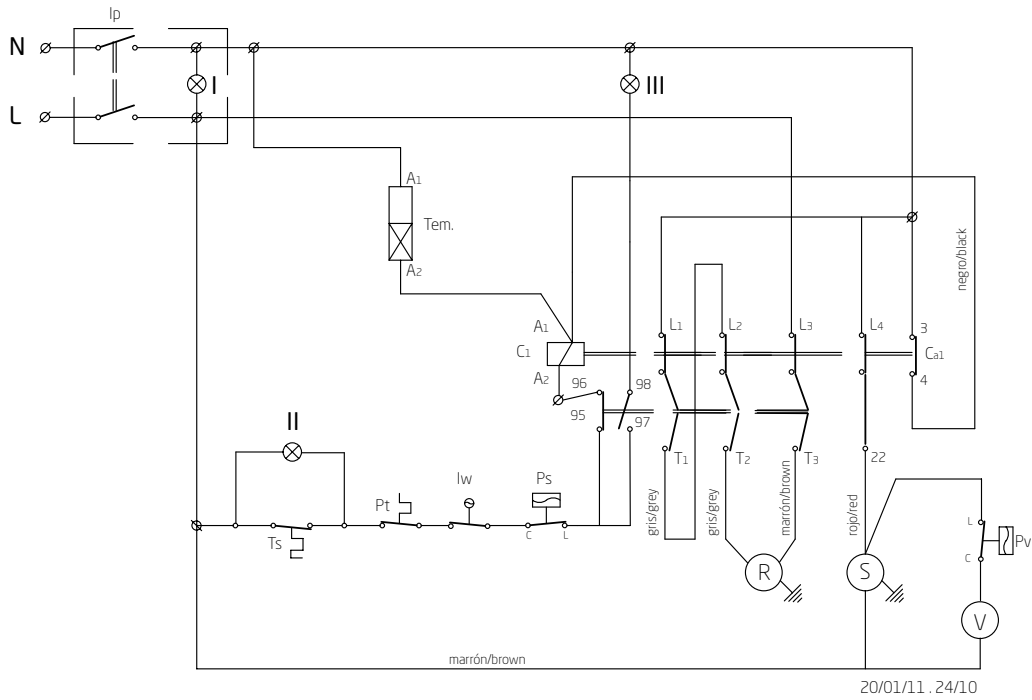 Ip
N
I
III
L
A1
Tem.
A2
negro/black
A1
L1
L2
L3
L4
3
C1
Ca1
A2
96
98
4
95
97
II
T1
T2
T3
22
Pt
Iw
Ps
gris/grey
gris/grey
marrón/brown
rojo/red
L
Pv
Ts
C
L
C
R
S
V
marrón/brown
20/01/11 . 24/10